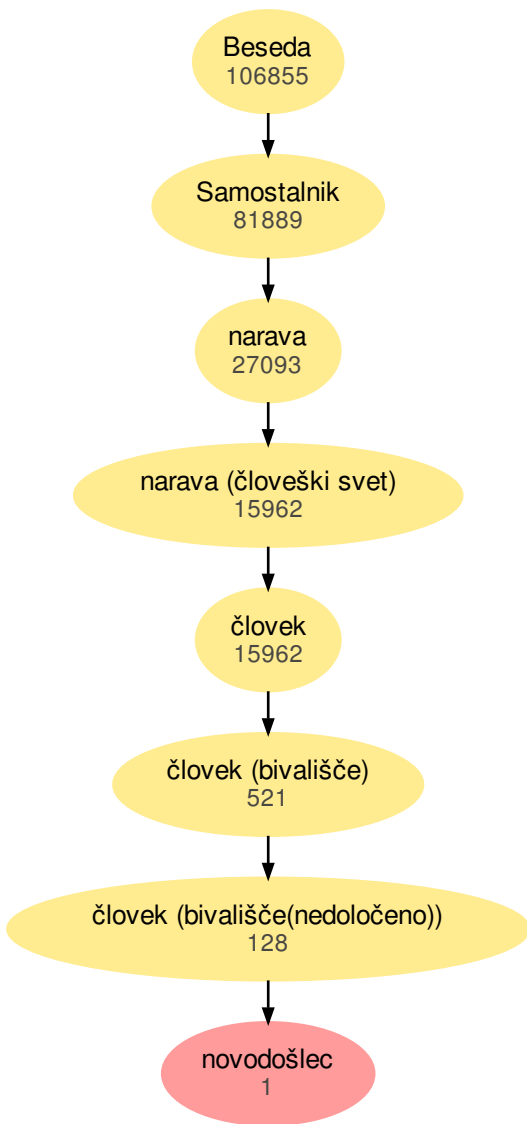 Beseda
106855
Samostalnik
81889
narava
27093
narava (človeški svet)
15962
človek
15962
človek (bivališče)
521
človek (bivališče(nedoločeno))
128
novodošlec
1